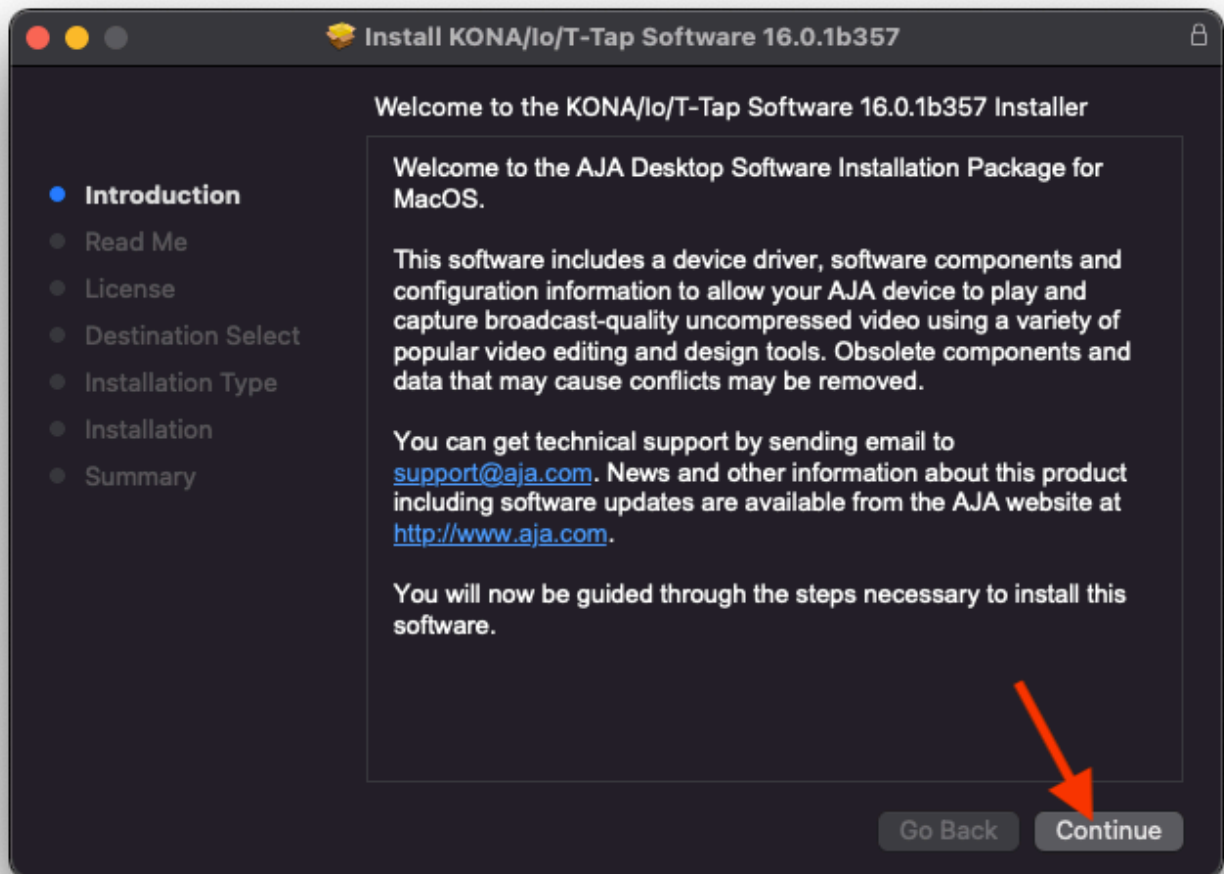 Install KONA/Io/T-Tap Software 16.0.1b357
Welcome to the KONA/Io/T-Tap Software 16.0.1b357 Installer
Introduction
Read Me
License
Destination Select
Installation Type
Installation
Summary
Welcome to the AJA Desktop Software Installation Package for
MacOS.
This software includes a device driver, software components and
configuration information to allow your AJA device to play and
capture broadcast-quality uncompressed video using a variety of
popular video editing and design tools. Obsolete components and
data that may cause conflicts may be removed.
You can get technical support by sending email to
support@aja.com. News and other information about this product
including software updates are available from the AJA website at
http://www.aja.com.
You will now be guided through the steps necessary to install this
software.
Go Back
Continue